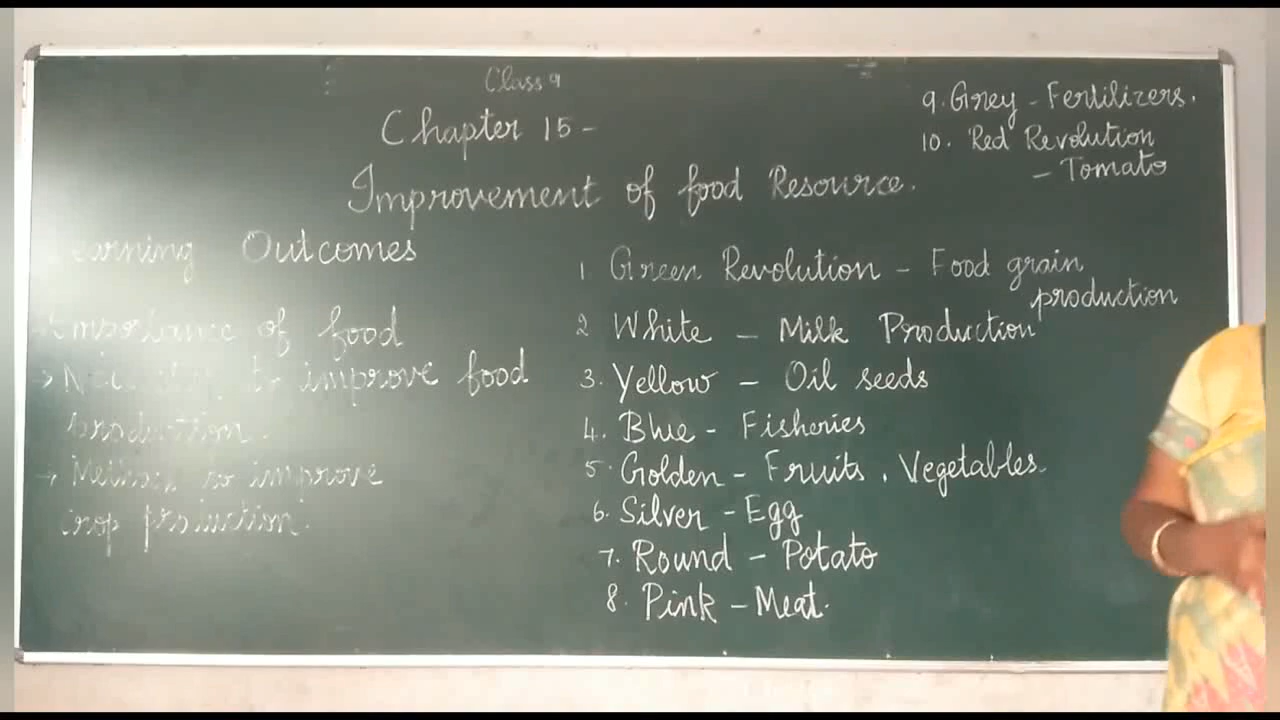 Class 9
Chapter 15 -
Improvement of food Resource.
Learning Outcomes
Importance of food
→ to improve food
production.
→ Methods to improve
crop production.
1 Green Revolution - Food grain
production
2 White - Milk Production
3. Yellow - Oil seeds
4. Blue - Fisheries
5. Golden - Fruits, Vegetables.
6. Silver - Egg
7. Round - Potato
8. Pink - Meat.
9. Grey - Fertilizers.
10. Red Revolution
- Tomato